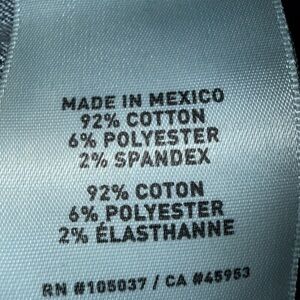 MADE IN MEXICO
92% COTTON
6% POLYESTER
2% SPANDEX
92% COTON
6% POLYESTER
2% ÉLASTHANNE
RN #105037 / CA #45953